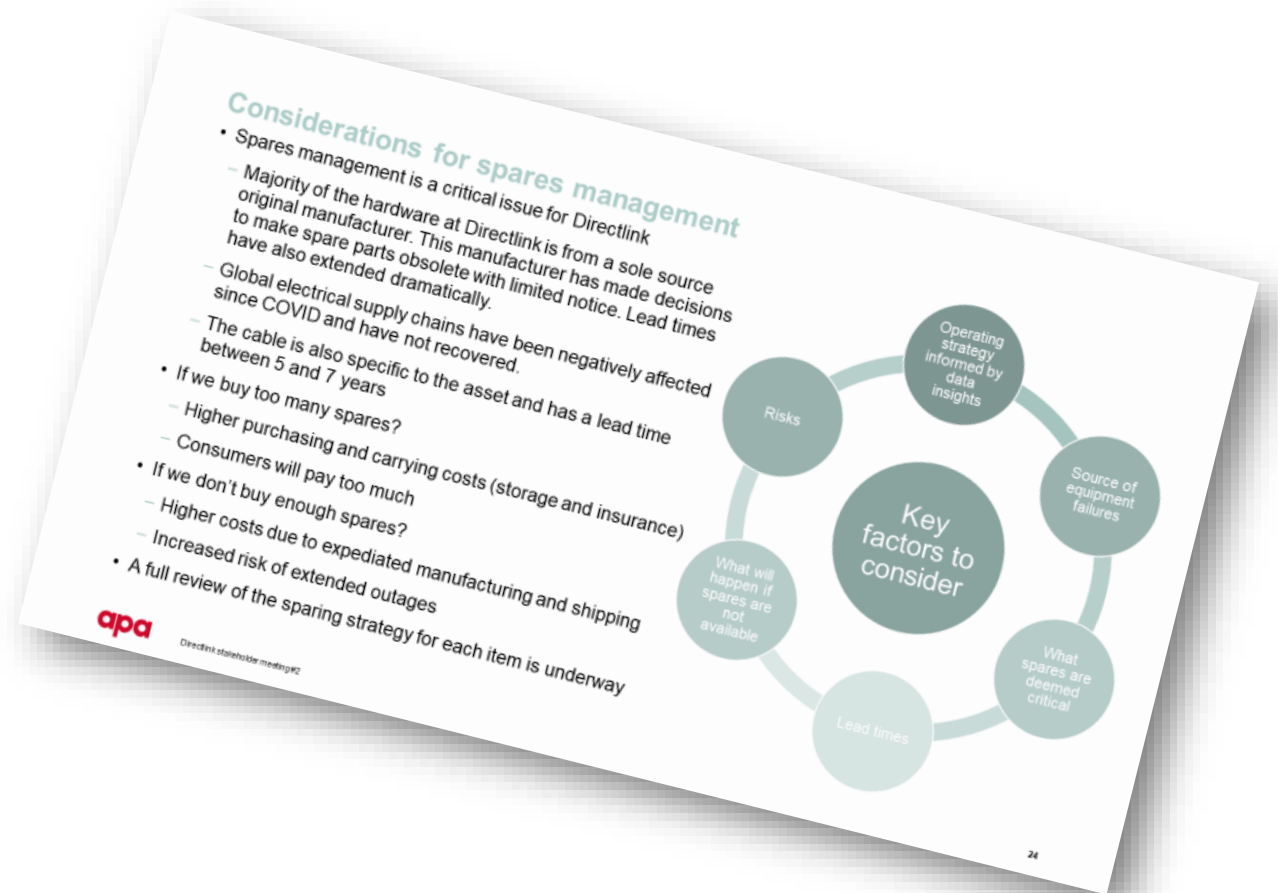 Considerations for spares management
• Spares management is a critical issue for Directlink
– Majority of the hardware at Directlink is from a sole source
original manufacturer. This manufacturer has made decisions
to make spare parts obsolete with limited notice. Lead times
have also extended dramatically.
– Global electrical supply chains have been negatively affected
since COVID and have not recovered.
– The cable is also specific to the asset and has a lead time
between 5 and 7 years
• If we buy too many spares?
– Higher purchasing and carrying costs (storage and insurance)
– Consumers will pay too much
• If we don't buy enough spares?
– Higher costs due to expediated manufacturing and shipping
– Increased risk of extended outages
• A full review of the sparing strategy for each item is underway
Key
factors to
consider
Operating
strategy
informed by
data
insights
Source of
equipment
failures
What
spares are
deemed
critical
Lead times
What will
happen if
spares are
not
available
Risks
apa
Directlink stakeholder meeting #2
24